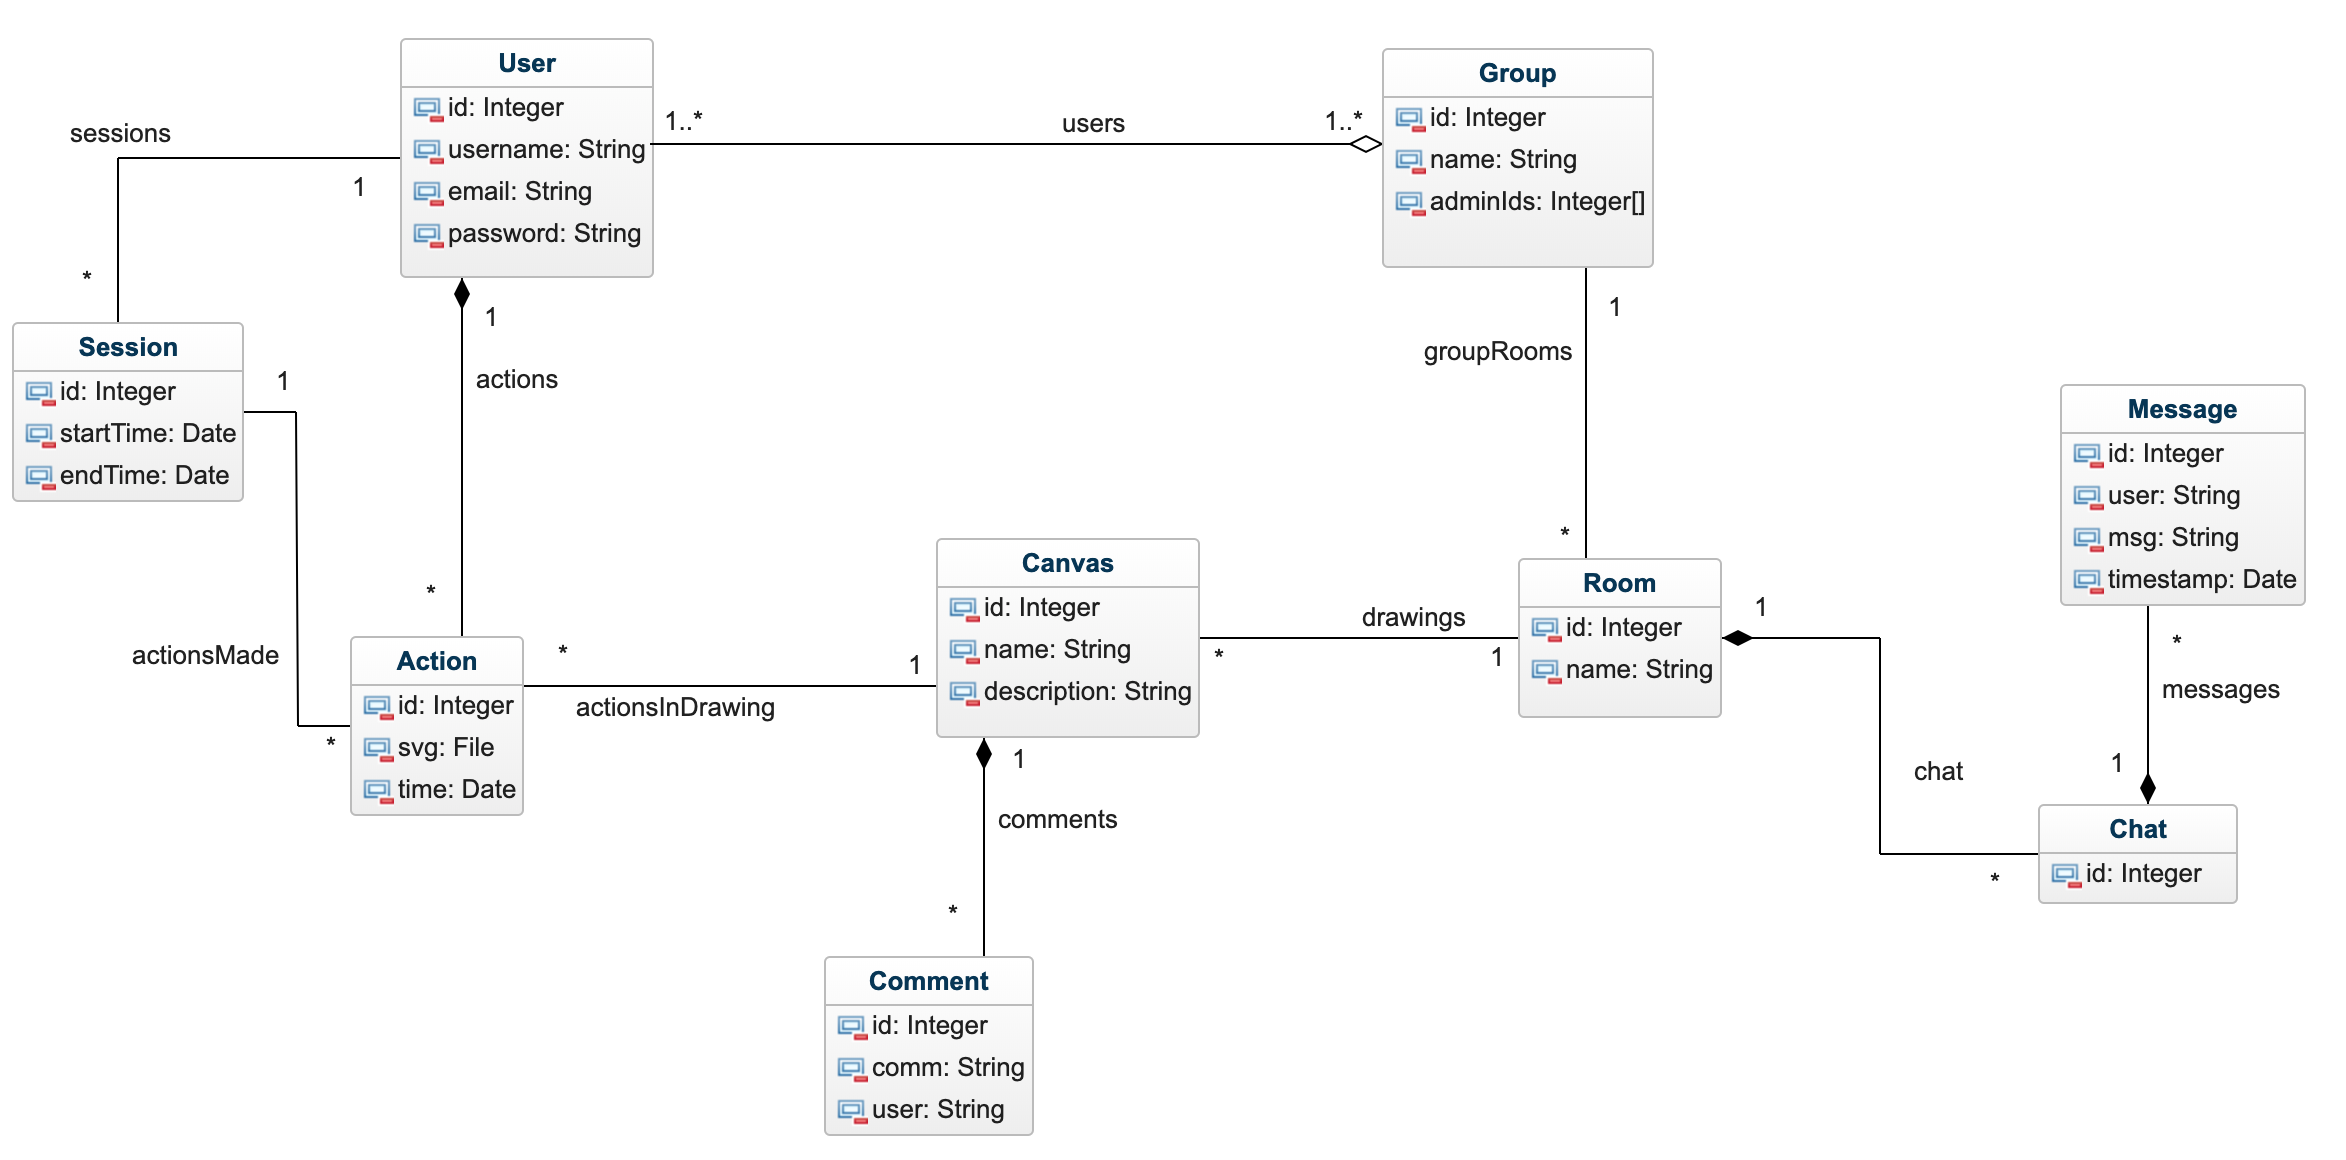 User
id: Integer
username: String
email: String
password: String
1..*
users
1..*
Group
id: Integer
name: String
adminIds: Integer[]
sessions
1
*
Session
id: Integer
startTime: Date
endTime: Date
1
1
actions
*
actionsMade
*
Action
id: Integer
svg: File
time: Date
*
actionsInDrawing
1
Canvas
id: Integer
name: String
description: String
1
groupRooms
*
drawings
*
1
Room
id: Integer
name: String
1
chat
*
Message
id: Integer
user: String
msg: String
timestamp: Date
*
messages
1
Chat
id: Integer
1
comments
*
Comment
id: Integer
comm: String
user: String